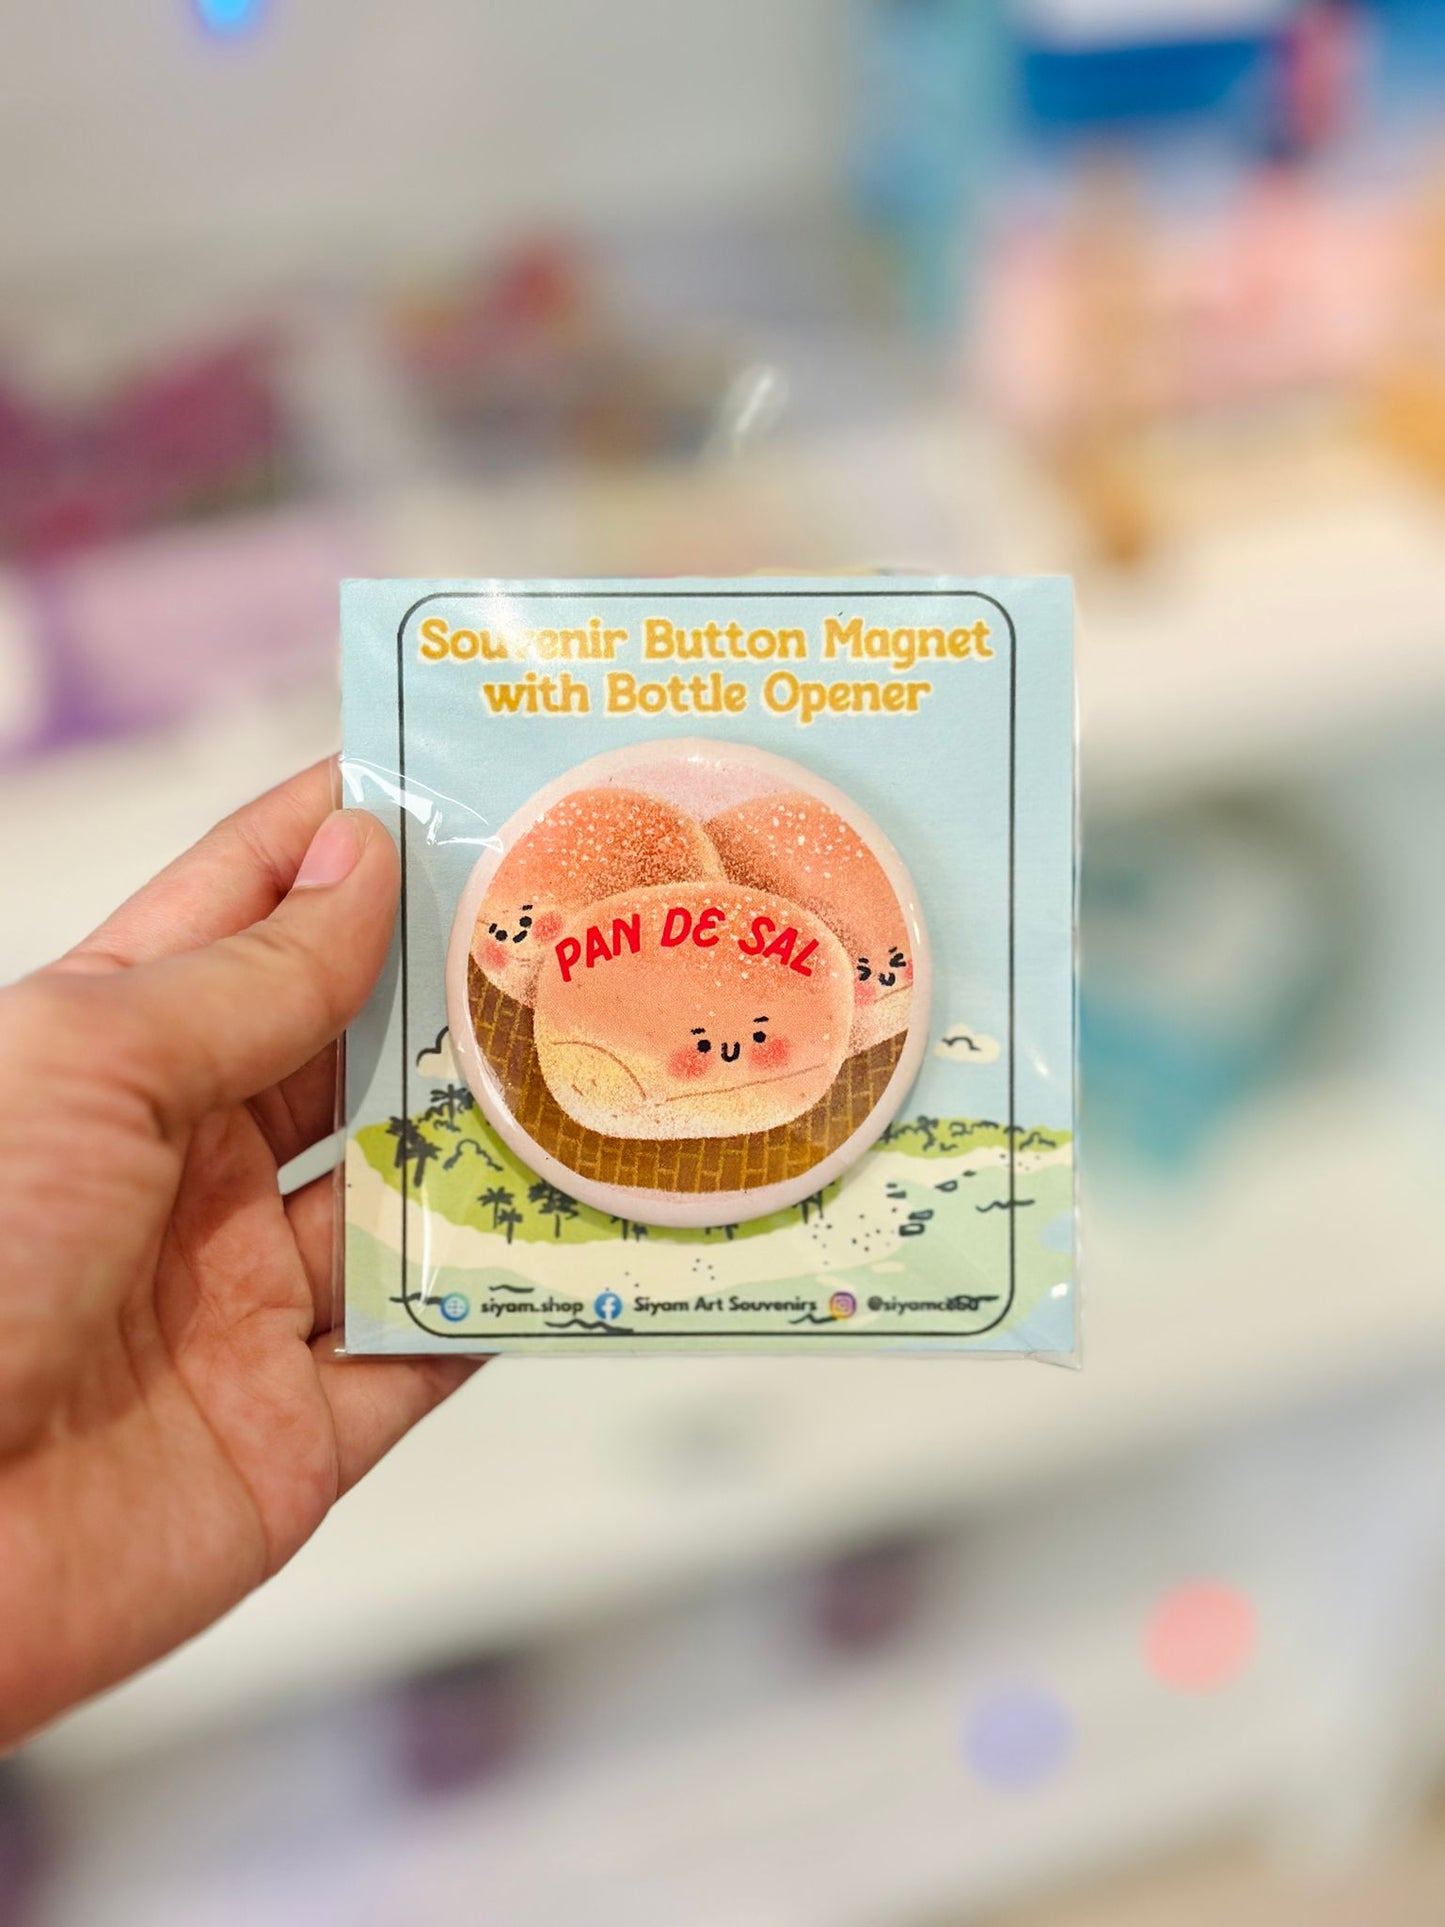 Souvenir Button Magnet
with Bottle Opener
PAN DE SAL
siyam.shop Siyam Art Souvenirs @siyamcebu